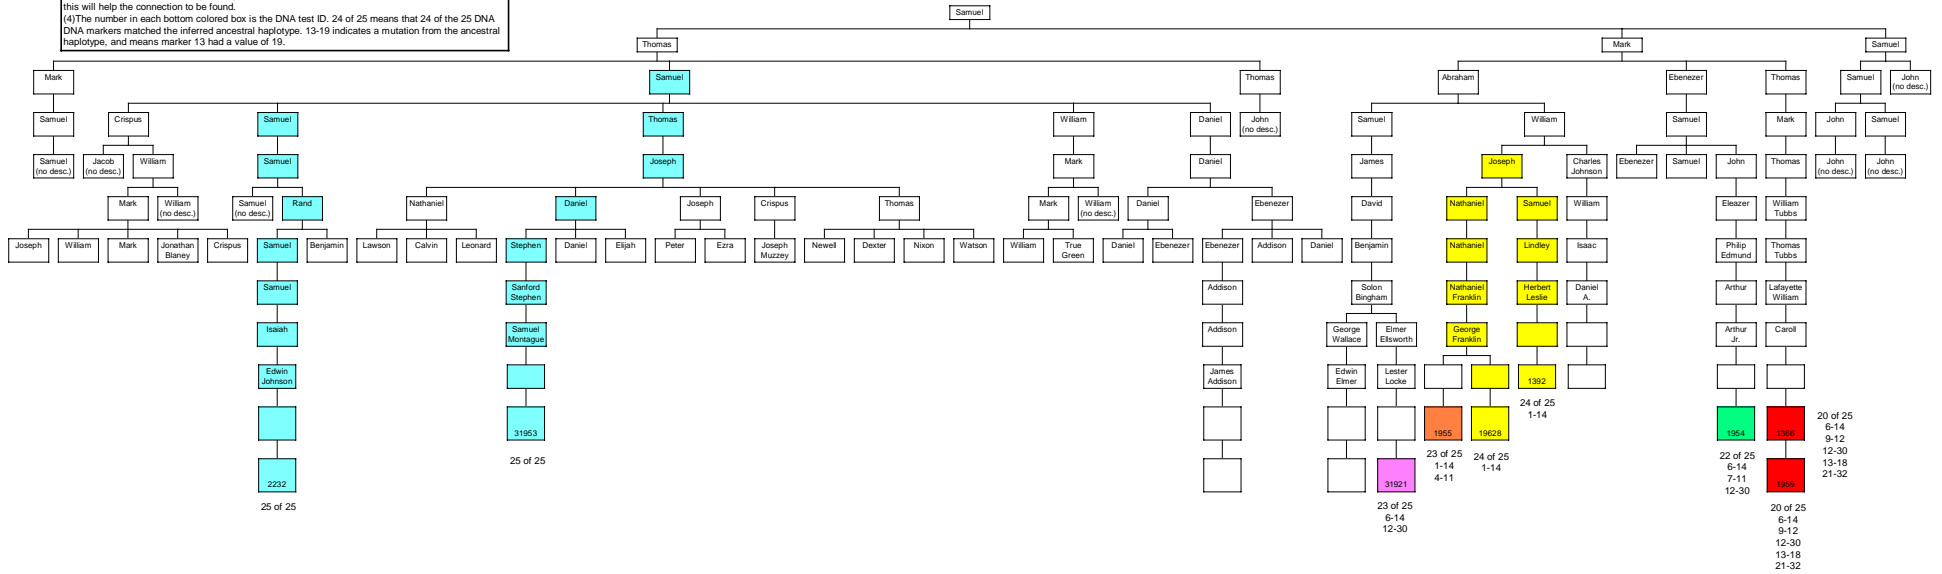 this will help the connection to be found.
(4)The number in each bottom colored box is the DNA test ID. 24 of 25 means that 24 of the 25 DNA
DNA markers matched the inferred ancestral haplotype. 13-19 indicates a mutation from the ancestral
haplotype, and means marker 13 had a value of 19.
Samuel
Thomas
Mark
Samuel
Mark
Samuel
Thomas
Abraham
Ebenezer
Thomas
Samuel
John
(no desc.)
Samuel
Crispus
Samuel
Thomas
William
Daniel
John
(no desc.)
Samuel
William
Samuel
Mark
John
Samuel
Samuel
(no desc.)
Jacob
(no desc.)
William
Samuel
Joseph
Mark
Daniel
James
Joseph
Charles
Johnson
Ebenezer
Samuel
John
Thomas
John
(no desc.)
John
(no desc.)
Mark
William
(no desc.)
Samuel
(no desc.)
Rand
Nathaniel
Daniel
Joseph
Crispus
Thomas
Mark
William
(no desc.)
Daniel
Ebenezer
David
Nathaniel
Samuel
William
Eleazer
William
Tubbs
Joseph
William
Mark
Jonathan
Blaney
Crispus
Samuel
Benjamin
Lawson
Calvin
Leonard
Stephen
Daniel
Elijah
Peter
Ezra
Joseph
Muzzey
Newell
Dexter
Nixon
Watson
William
True
Green
Daniel
Ebenezer
Ebenezer
Addison
Daniel
Benjamin
Nathaniel
Lindley
Isaac
Philip
Edmund
Thomas
Tubbs
Samuel
Sanford
Stephen
Addison
Solon
Bingham
Nathaniel
Franklin
Herbert
Leslie
Daniel
A.
Arthur
Lafayette
William
Isaiah
Samuel
Montague
Addison
George
Wallace
Elmer
Ellsworth
George
Franklin
Arthur
Jr.
Caroll
Edwin
Johnson
James
Addison
Edwin
Elmer
Lester
Locke
1392
24 of 25
1-14
31953
25 of 25
1955
23 of 25
1-14
4-11
19628
24 of 25
1-14
1954
22 of 25
6-14
7-11
12-30
1366
20 of 25
6-14
9-12
12-30
13-18
21-32
2232
25 of 25
31921
23 of 25
6-14
12-30
1959
20 of 25
6-14
9-12
12-30
13-18
21-32